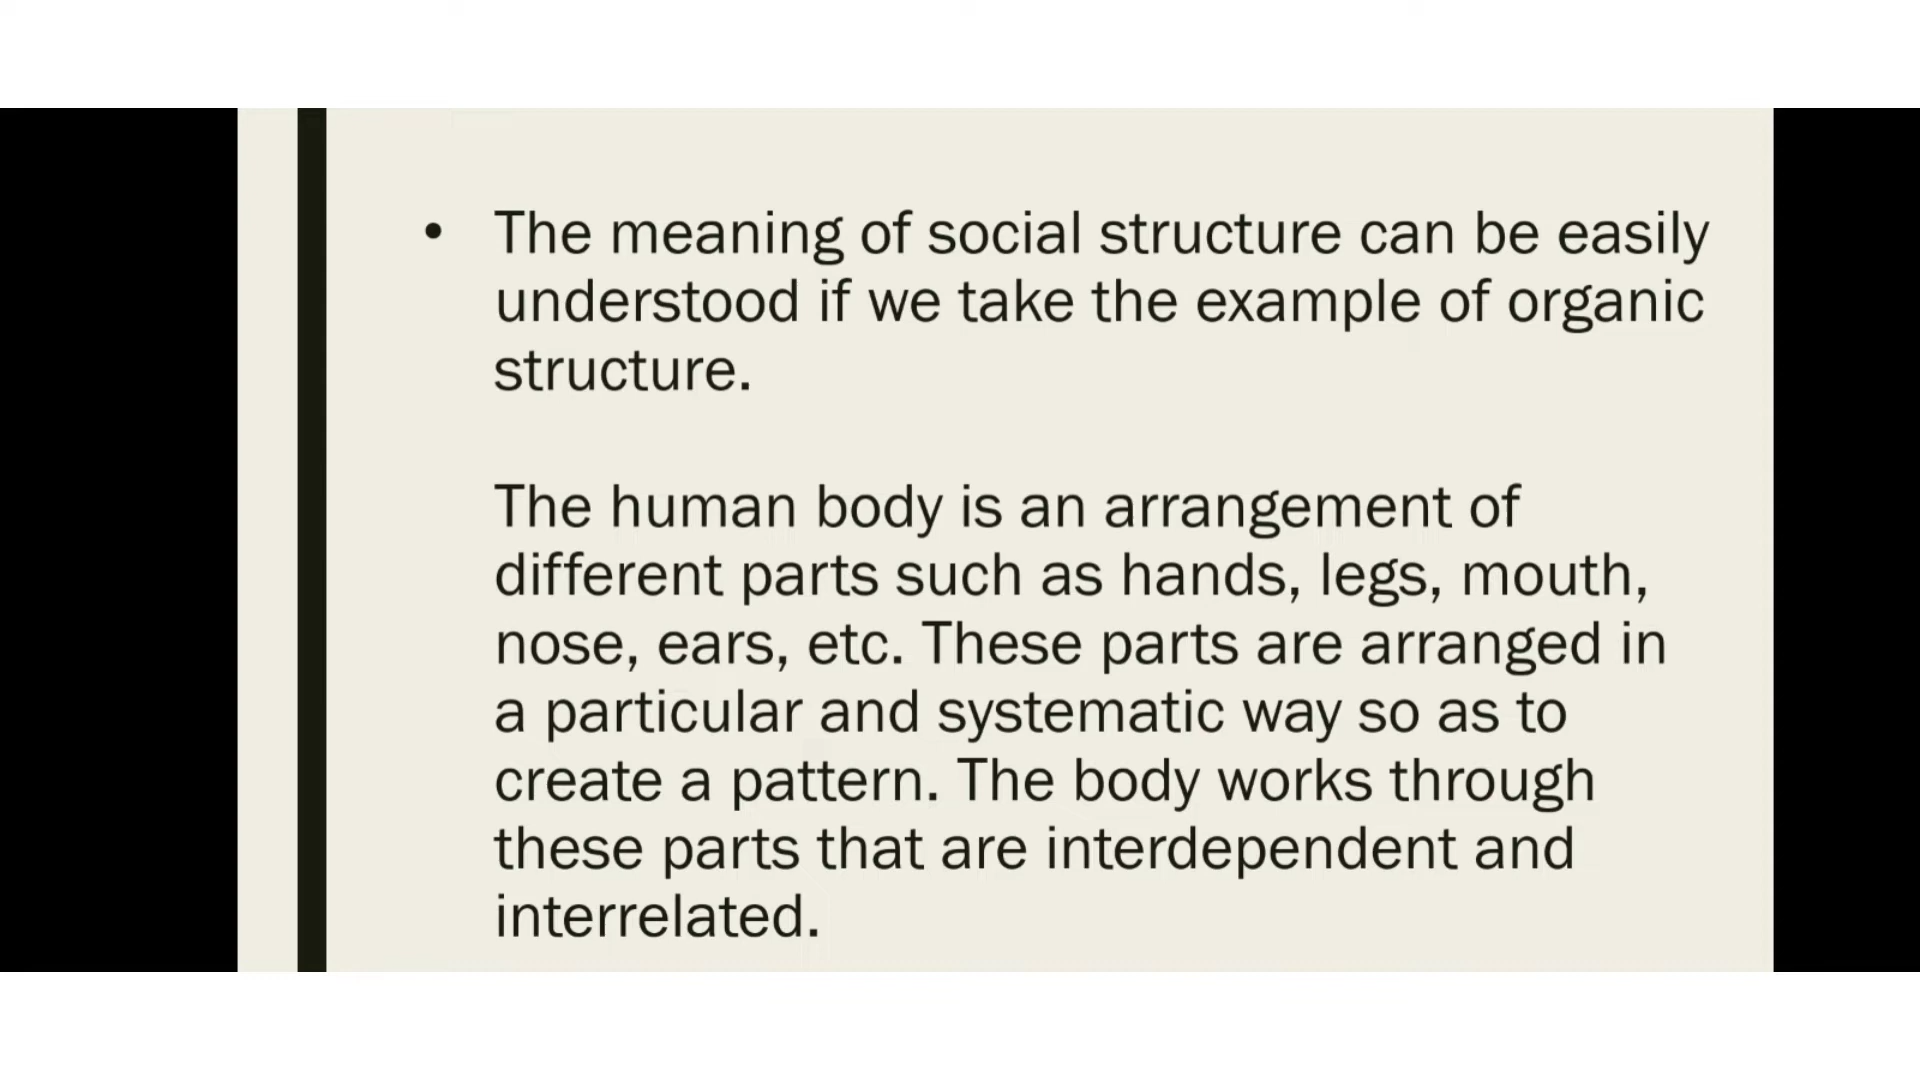 • The meaning of social structure can be easily
understood if we take the example of organic
structure.
The human body is an arrangement of
different parts such as hands, legs, mouth,
nose, ears, etc. These parts are arranged in
a particular and systematic way so as to
create a pattern. The body works through
these parts that are interdependent and
interrelated.